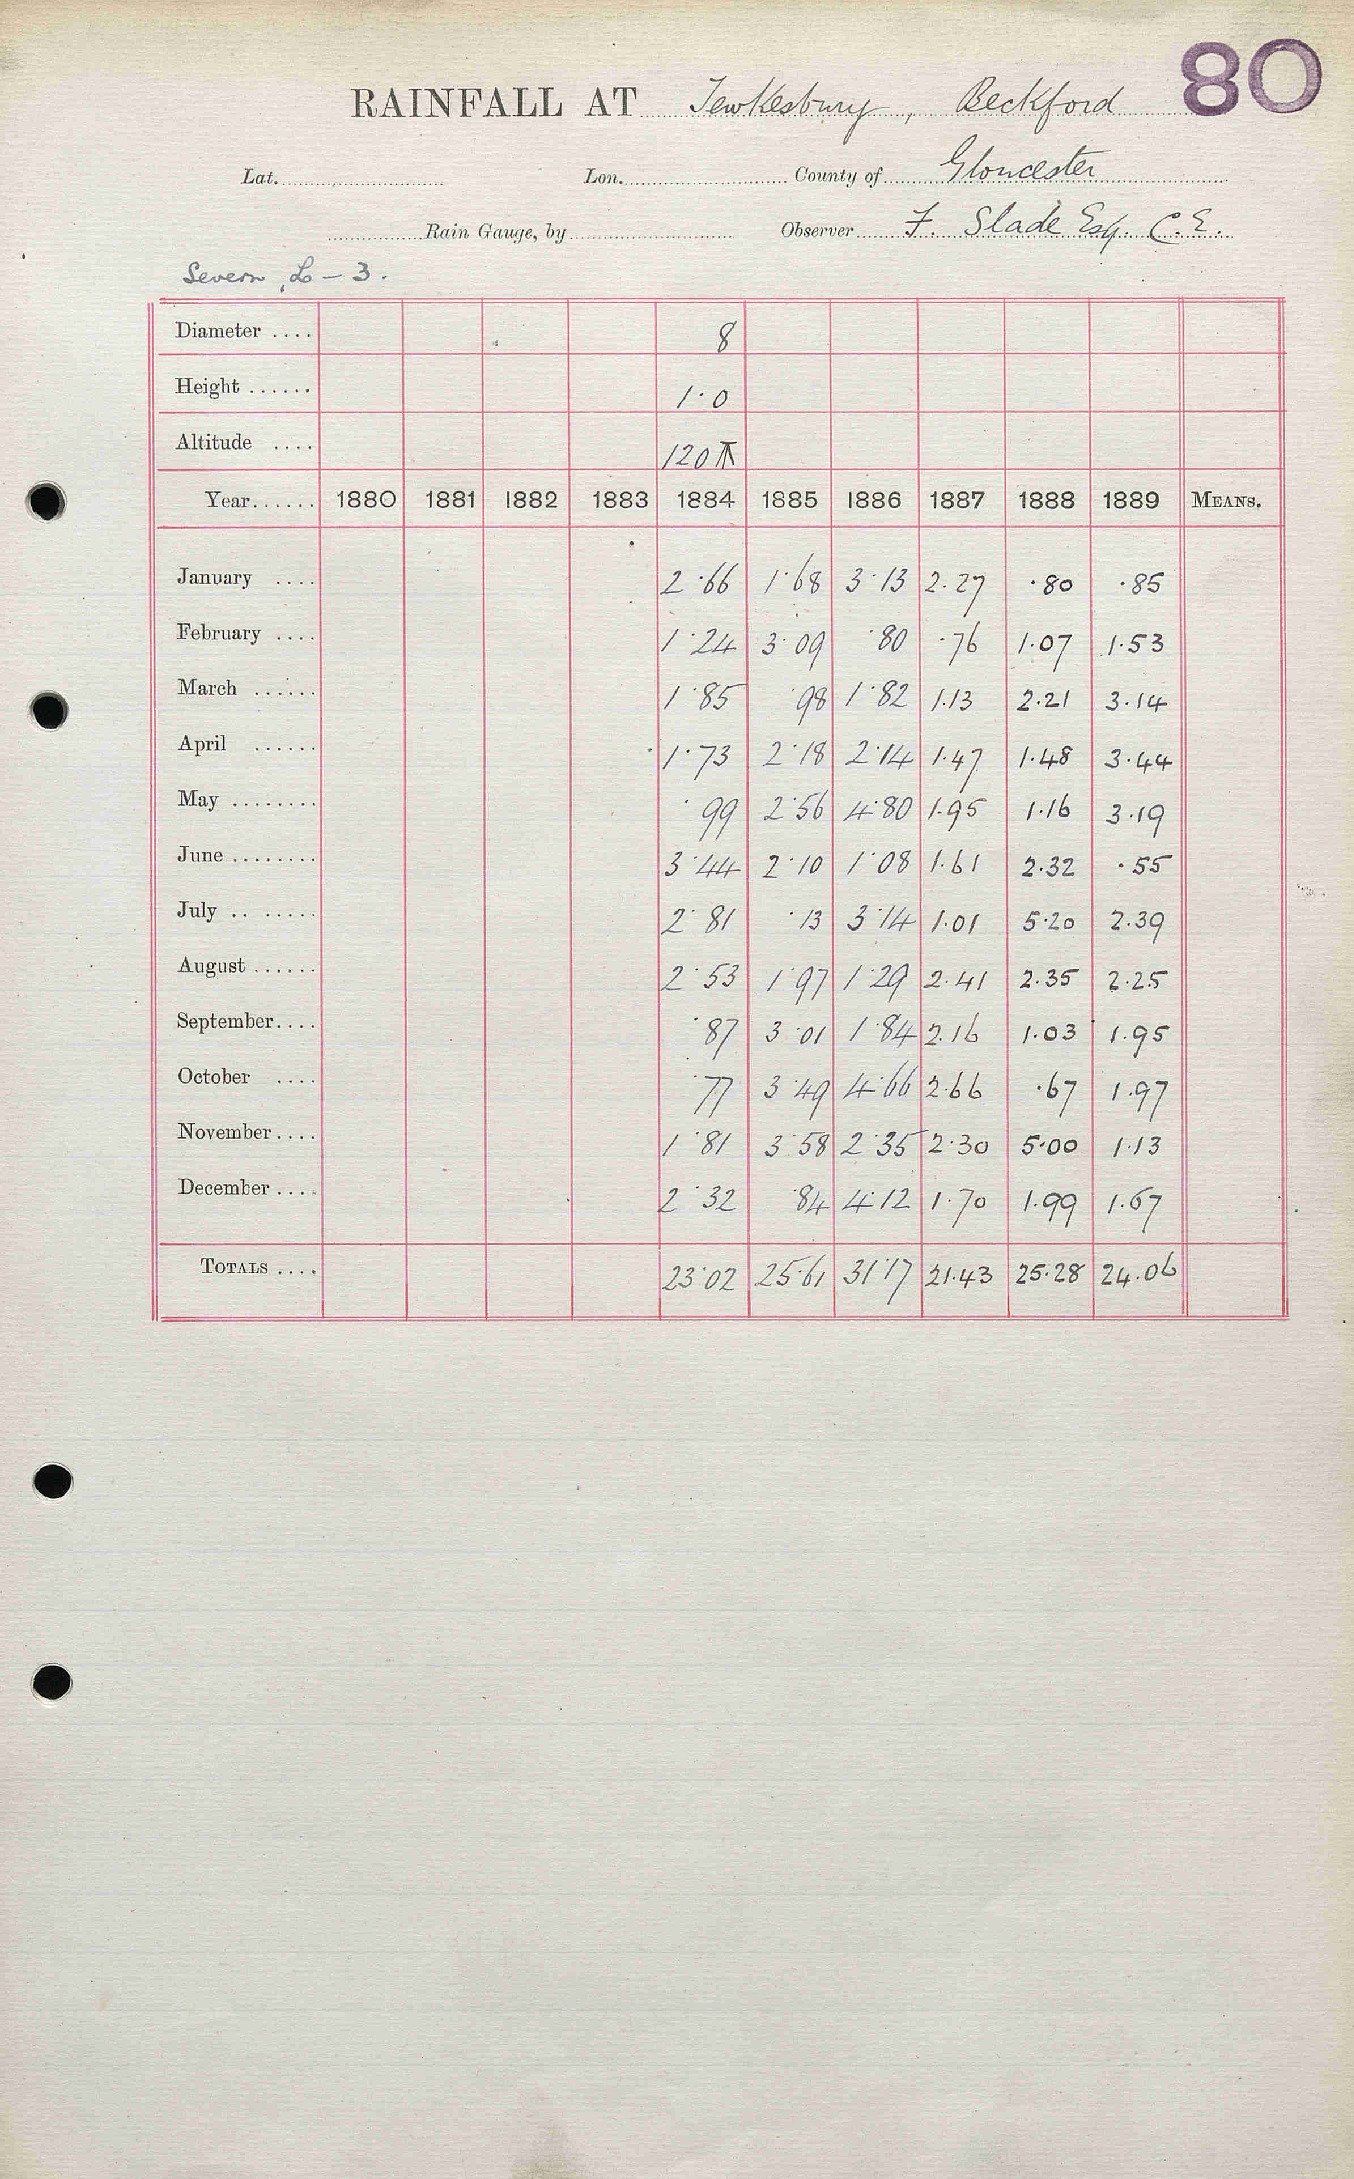 80
RAINFALL AT Tewkesbury, Beckford
Lat. Lon. County of Gloucester
Rain Gauge, by Observer F. Slade Esq. C.E.
Severn, L - 3.
Diameter .... 8
Height ...... 1·0
Altitude .... 120
Year...... 1880 1881 1882 1883 1884 1885 1886 1887 1888 1889 MEANS.
January .... 2·66 1·68 3·13 2·27 ·80 ·85
February .... 1·24 3·09 ·80 ·76 1·07 1·53
March ...... 1·85 ·98 1·82 1·13 2·21 3·14
April ...... 1·73 2·18 2·14 1·47 1·48 3·44
May ........ ·99 2·56 4·80 1·95 1·16 3·19
June ........ 3·44 2·10 1·08 1·61 2·32 ·55
July .. ...... 2·81 ·13 3·14 1·01 5·20 2·39
August ...... 2·53 1·97 1·29 2·41 2·35 2·25
September.... ·87 3·01 1·84 2·16 1·03 1·95
October .... ·77 3·49 4·66 2·66 ·67 1·97
November.... 1·81 3·58 2·35 2·30 5·00 1·13
December .... 2·32 ·84 4·12 1·70 1·99 1·67
TOTALS .... 23·02 25·61 31·17 21·43 25·28 24·06